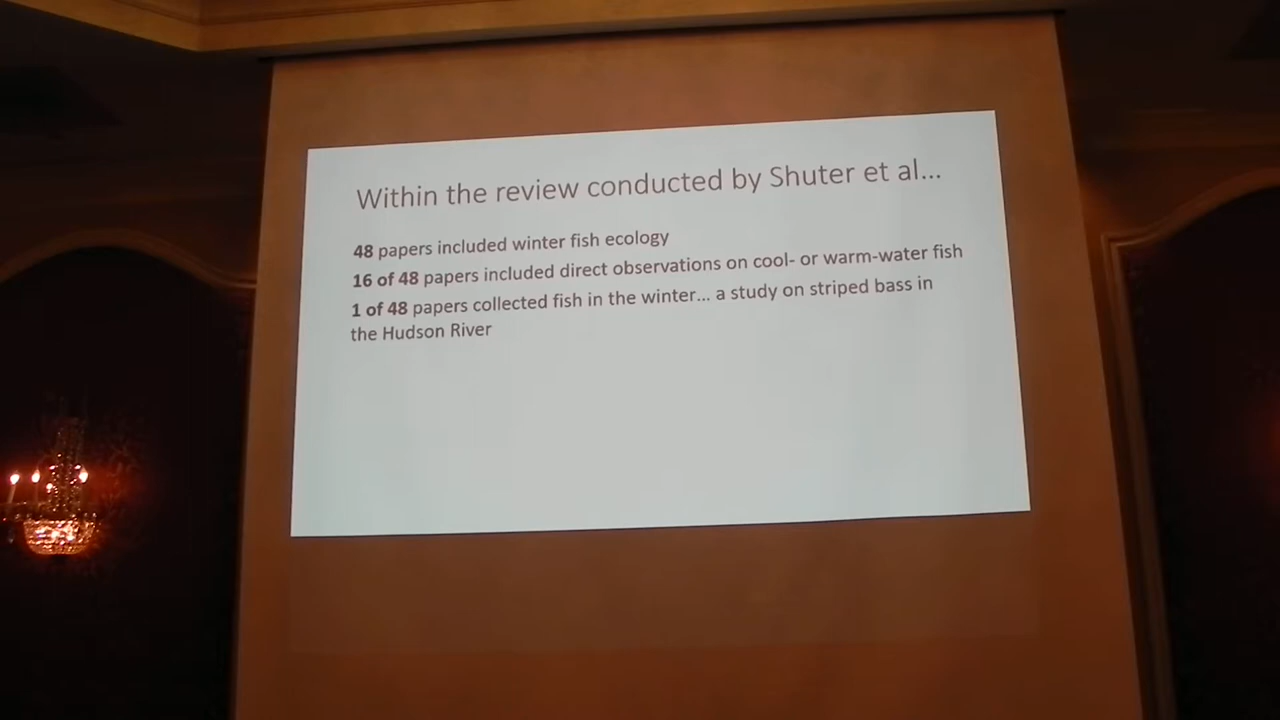 Within the review conducted by Shuter et al...
48 papers included winter fish ecology
16 of 48 papers included direct observations on cool- or warm-water fish
1 of 48 papers collected fish in the winter... a study on striped bass in
the Hudson River